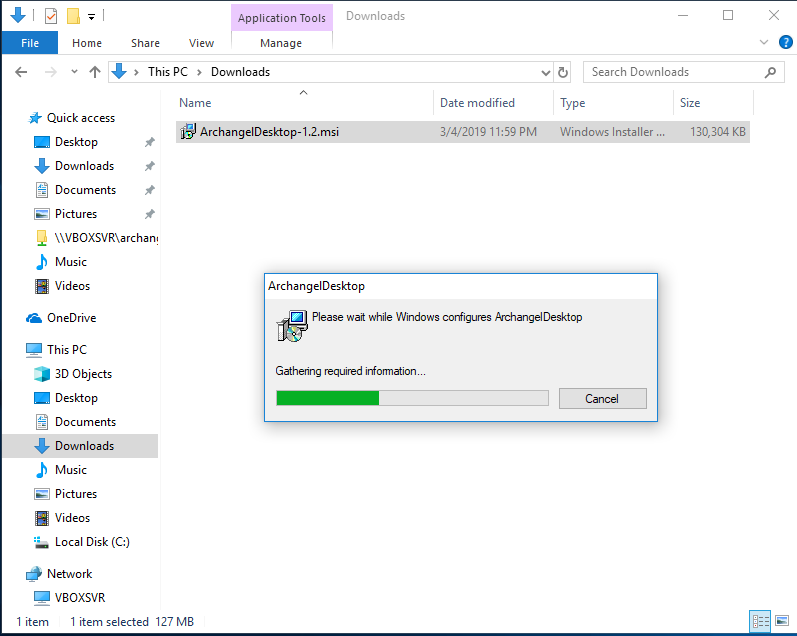 Application Tools
Downloads
File
Home
Share
View
Manage
This PC
Downloads
Search Downloads
Name
Date modified
Type
Size
ArchangelDesktop-1.2.msi
3/4/2019 11:59 PM
Windows Installer ...
130,304 KB
Quick access
Desktop
Downloads
Documents
Pictures
\\VBOXSVR\archang
Music
Videos
OneDrive
This PC
3D Objects
Desktop
Documents
Downloads
Music
Pictures
Videos
Local Disk (C:)
Network
VBOXSVR
ArchangelDesktop
Please wait while Windows configures ArchangelDesktop
Gathering required information...
Cancel
1 item
1 item selected 127 MB